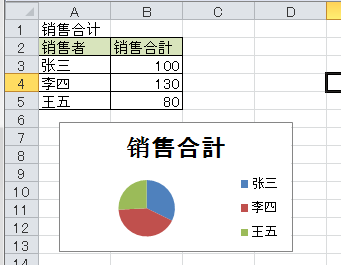 A B C D
1 销售合计
2 销售者 销售合計
3 张三 100
4 李四 130
5 王五 80
6
7
8
9
10
11
12
13
销售合計
张三
李四
王五